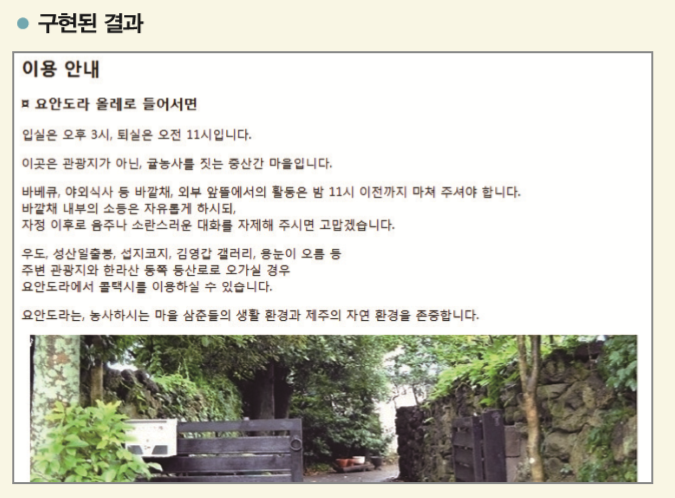 구현된 결과
이용 안내
¤ 요안도라 올레로 들어서면
입실은 오후 3시, 퇴실은 오전 11시입니다.
이곳은 관광지가 아닌, 귤농사를 짓는 중산간 마을입니다.
바베큐, 야외식사 등 바깥채, 외부 앞뜰에서의 활동은 밤 11시 이전까지 마쳐 주셔야 합니다.
바깥채 내부의 소등은 자유롭게 하시되,
자정 이후로 음주나 소란스러운 대화를 자제해 주시면 고맙겠습니다.
우도, 성산일출봉, 섭지코지, 김영갑 갤러리, 용눈이 오름 등
주변 관광지와 한라산 동쪽 등산로로 오가실 경우
요안도라에서 콜택시를 이용하실 수 있습니다.
요안도라는, 농사하시는 마을 삼춘들의 생활 환경과 제주의 자연 환경을 존중합니다.